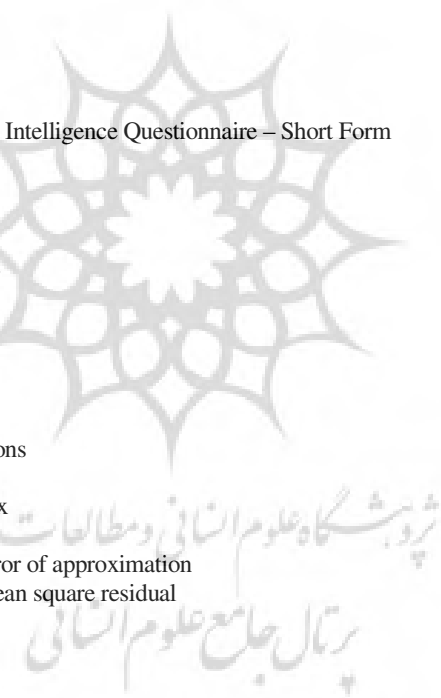 Intelligence Questionnaire – Short Form
ons
x
پژوهشگاه علوم انسانی و مطالعات
ror of approximation
ean square residual
پرتال جامع علوم انسانی